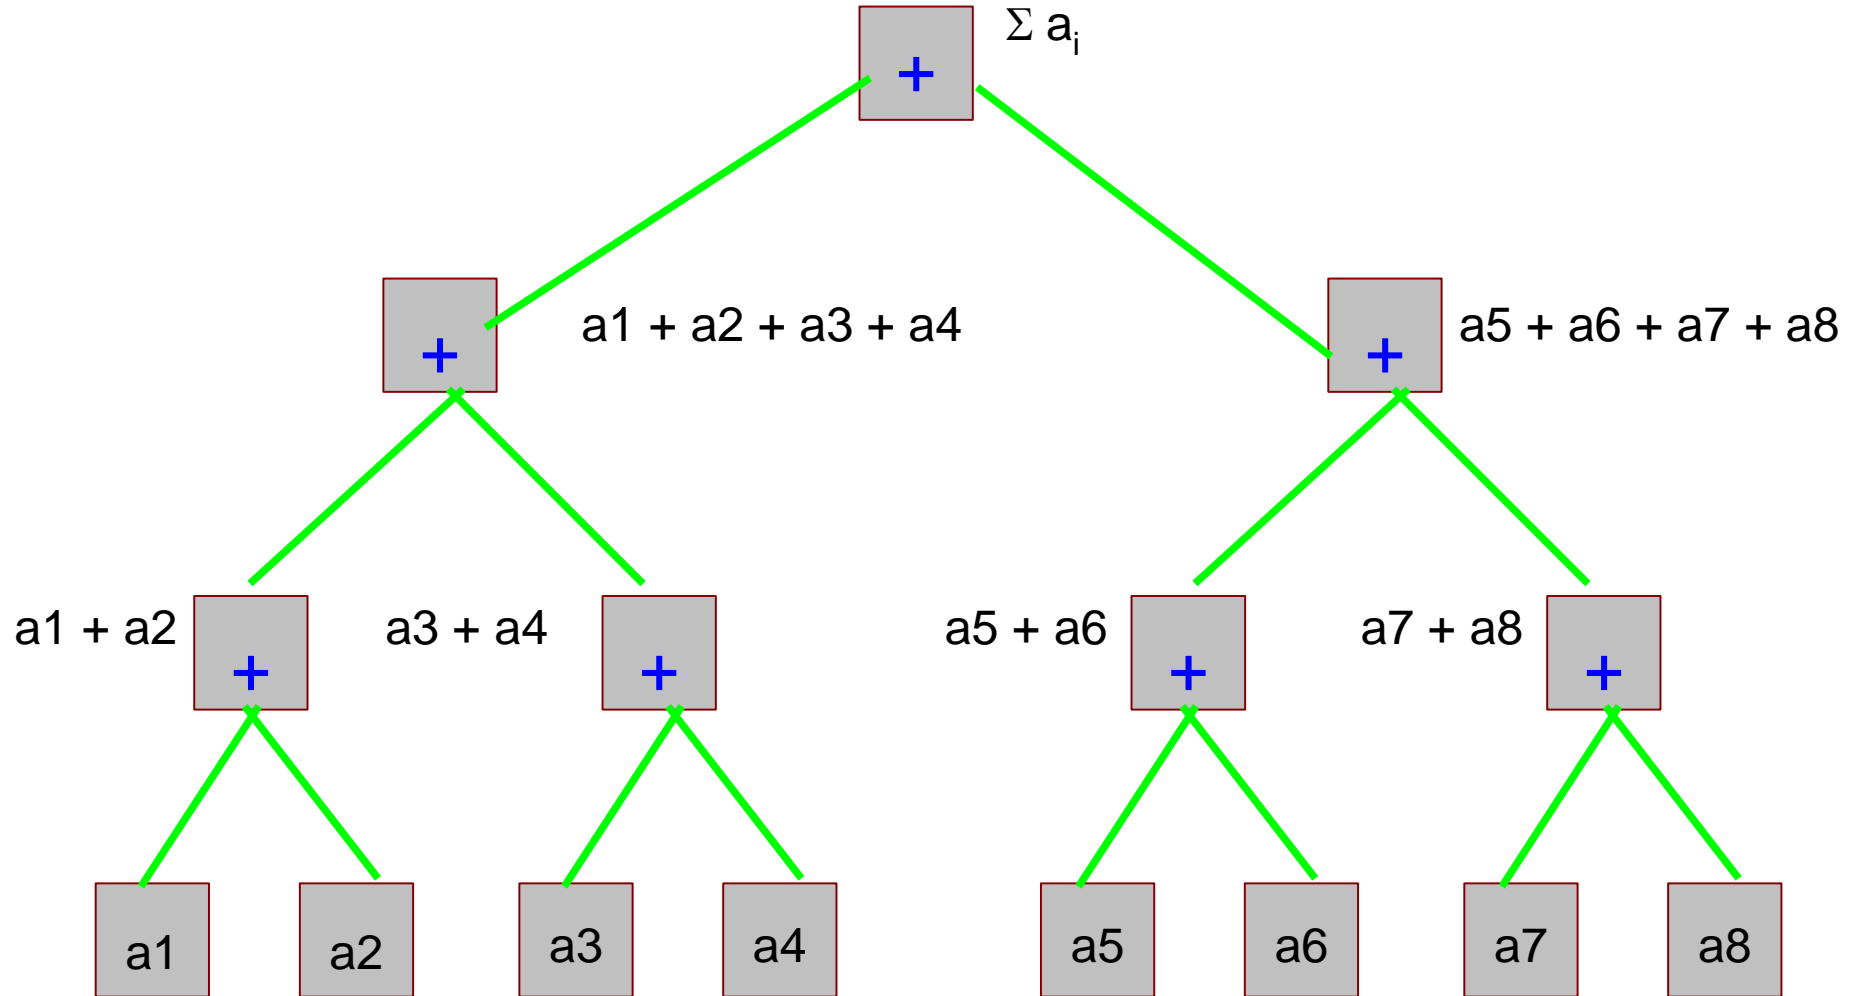 Σ aᵢ
+
a1 + a2 + a3 + a4
a5 + a6 + a7 + a8
+
+
a1 + a2
a3 + a4
a5 + a6
a7 + a8
+
+
+
+
a1
a2
a3
a4
a5
a6
a7
a8